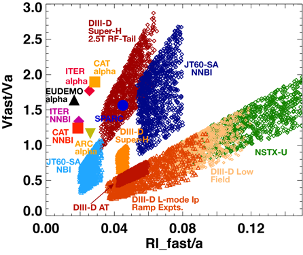 3.0
2.5
2.0
1.5
1.0
0.5
0.0
Vfast/Va
DIII-D
Super-H
2.5T RF-Tail
CAT
alpha
ITER
alpha
EUDEMO
alpha
JT60-SA
NNBI
ITER
NNBI
SPARC
CAT
NNBI
ARC
alpha
DIII-D
Super
JT60-SA
NBI
NSTX-U
DIII-D Low
Field
DIII-D L-mode Ip
Ramp Expts.
DIII-D AT
0.00
0.04
0.08
0.12
RI_fast/a